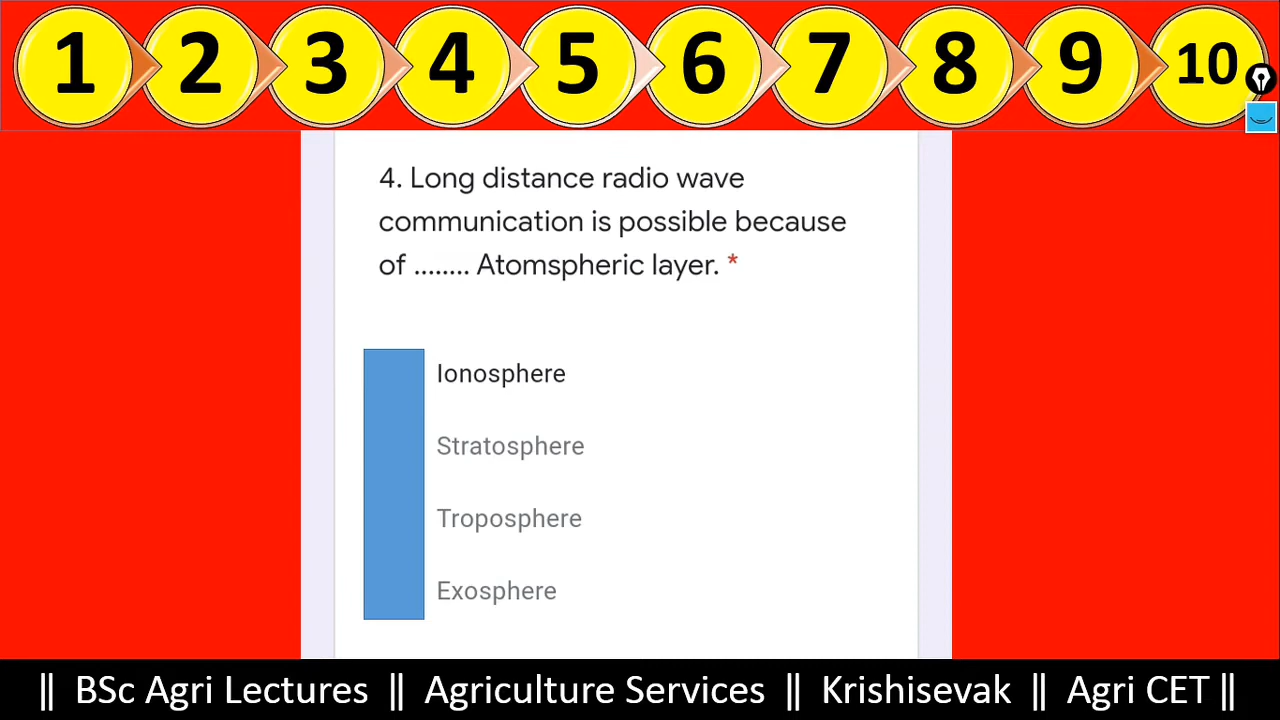 1 2 3 4 5 6 7 8 9 10
4. Long distance radio wave
communication is possible because
of ........ Atomspheric layer. *
Ionosphere
Stratosphere
Troposphere
Exosphere
|| BSc Agri Lectures || Agriculture Services || Krishisevak || Agri CET ||